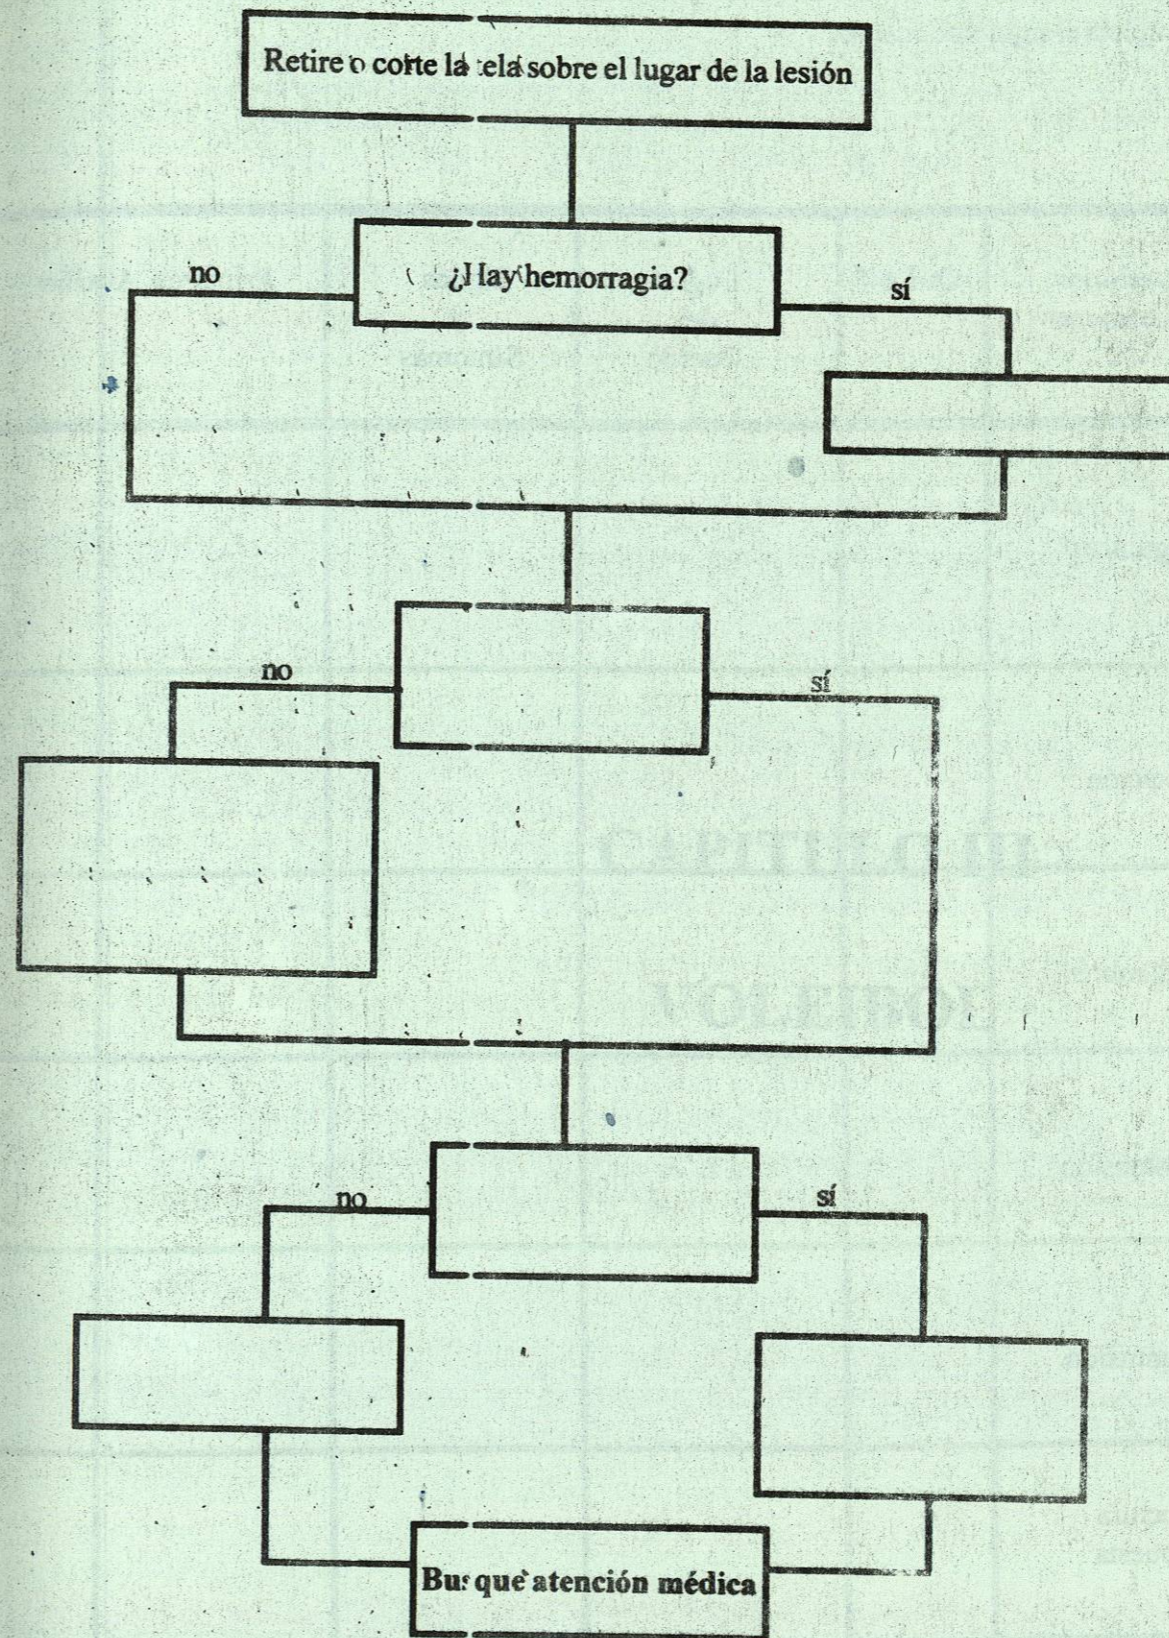 Retire o corte la tela sobre el lugar de la lesión
¿Hay hemorragia?
no
sí
no
sí
no
sí
Busque atención médica